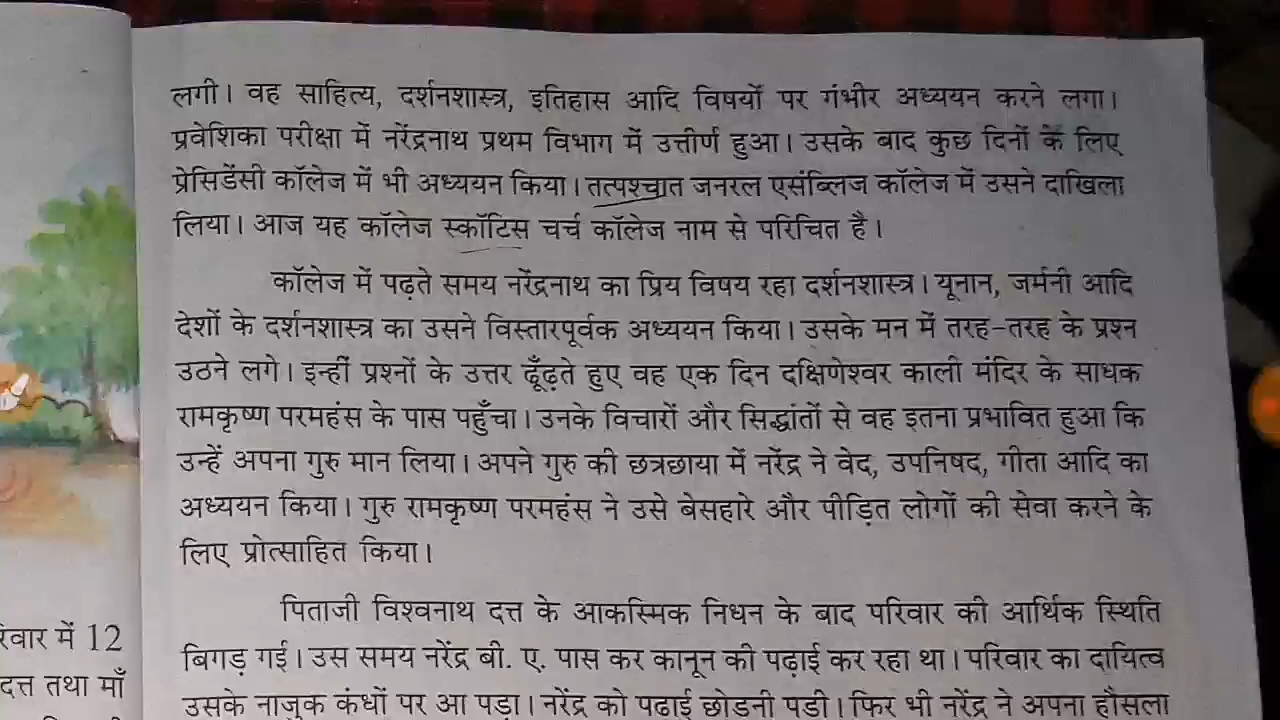 लगी। वह साहित्य, दर्शनशास्त्र, इतिहास आदि विषयों पर गंभीर अध्ययन करने लगा।
प्रवेशिका परीक्षा में नरेंद्रनाथ प्रथम विभाग में उत्तीर्ण हुआ। उसके बाद कुछ दिनों के लिए
प्रेसिडेंसी कॉलेज में भी अध्ययन किया। तत्पश्चात जनरल एसंब्लिज कॉलेज में उसने दाखिला
लिया। आज यह कॉलेज स्कॉटिस चर्च कॉलेज नाम से परिचित है।
कॉलेज में पढ़ते समय नरेंद्रनाथ का प्रिय विषय रहा दर्शनशास्त्र। यूनान, जर्मनी आदि
देशों के दर्शनशास्त्र का उसने विस्तारपूर्वक अध्ययन किया। उसके मन में तरह-तरह के प्रश्न
उठने लगे। इन्हीं प्रश्नों के उत्तर ढूँढ़ते हुए वह एक दिन दक्षिणेश्वर काली मंदिर के साधक
रामकृष्ण परमहंस के पास पहुँचा। उनके विचारों और सिद्धांतों से वह इतना प्रभावित हुआ कि
उन्हें अपना गुरु मान लिया। अपने गुरु की छत्रछाया में नरेंद्र ने वेद, उपनिषद, गीता आदि का
अध्ययन किया। गुरु रामकृष्ण परमहंस ने उसे बेसहारे और पीड़ित लोगों की सेवा करने के
लिए प्रोत्साहित किया।
पिताजी विश्वनाथ दत्त के आकस्मिक निधन के बाद परिवार की आर्थिक स्थिति
बिगड़ गई। उस समय नरेंद्र बी. ए. पास कर कानून की पढ़ाई कर रहा था। परिवार का दायित्व
उसके नाजुक कंधों पर आ पड़ा। नरेंद्र को पढाई छोडनी पडी। फिर भी नरेंद्र ने अपना हौसला
में 12
दत्त तथा माँ